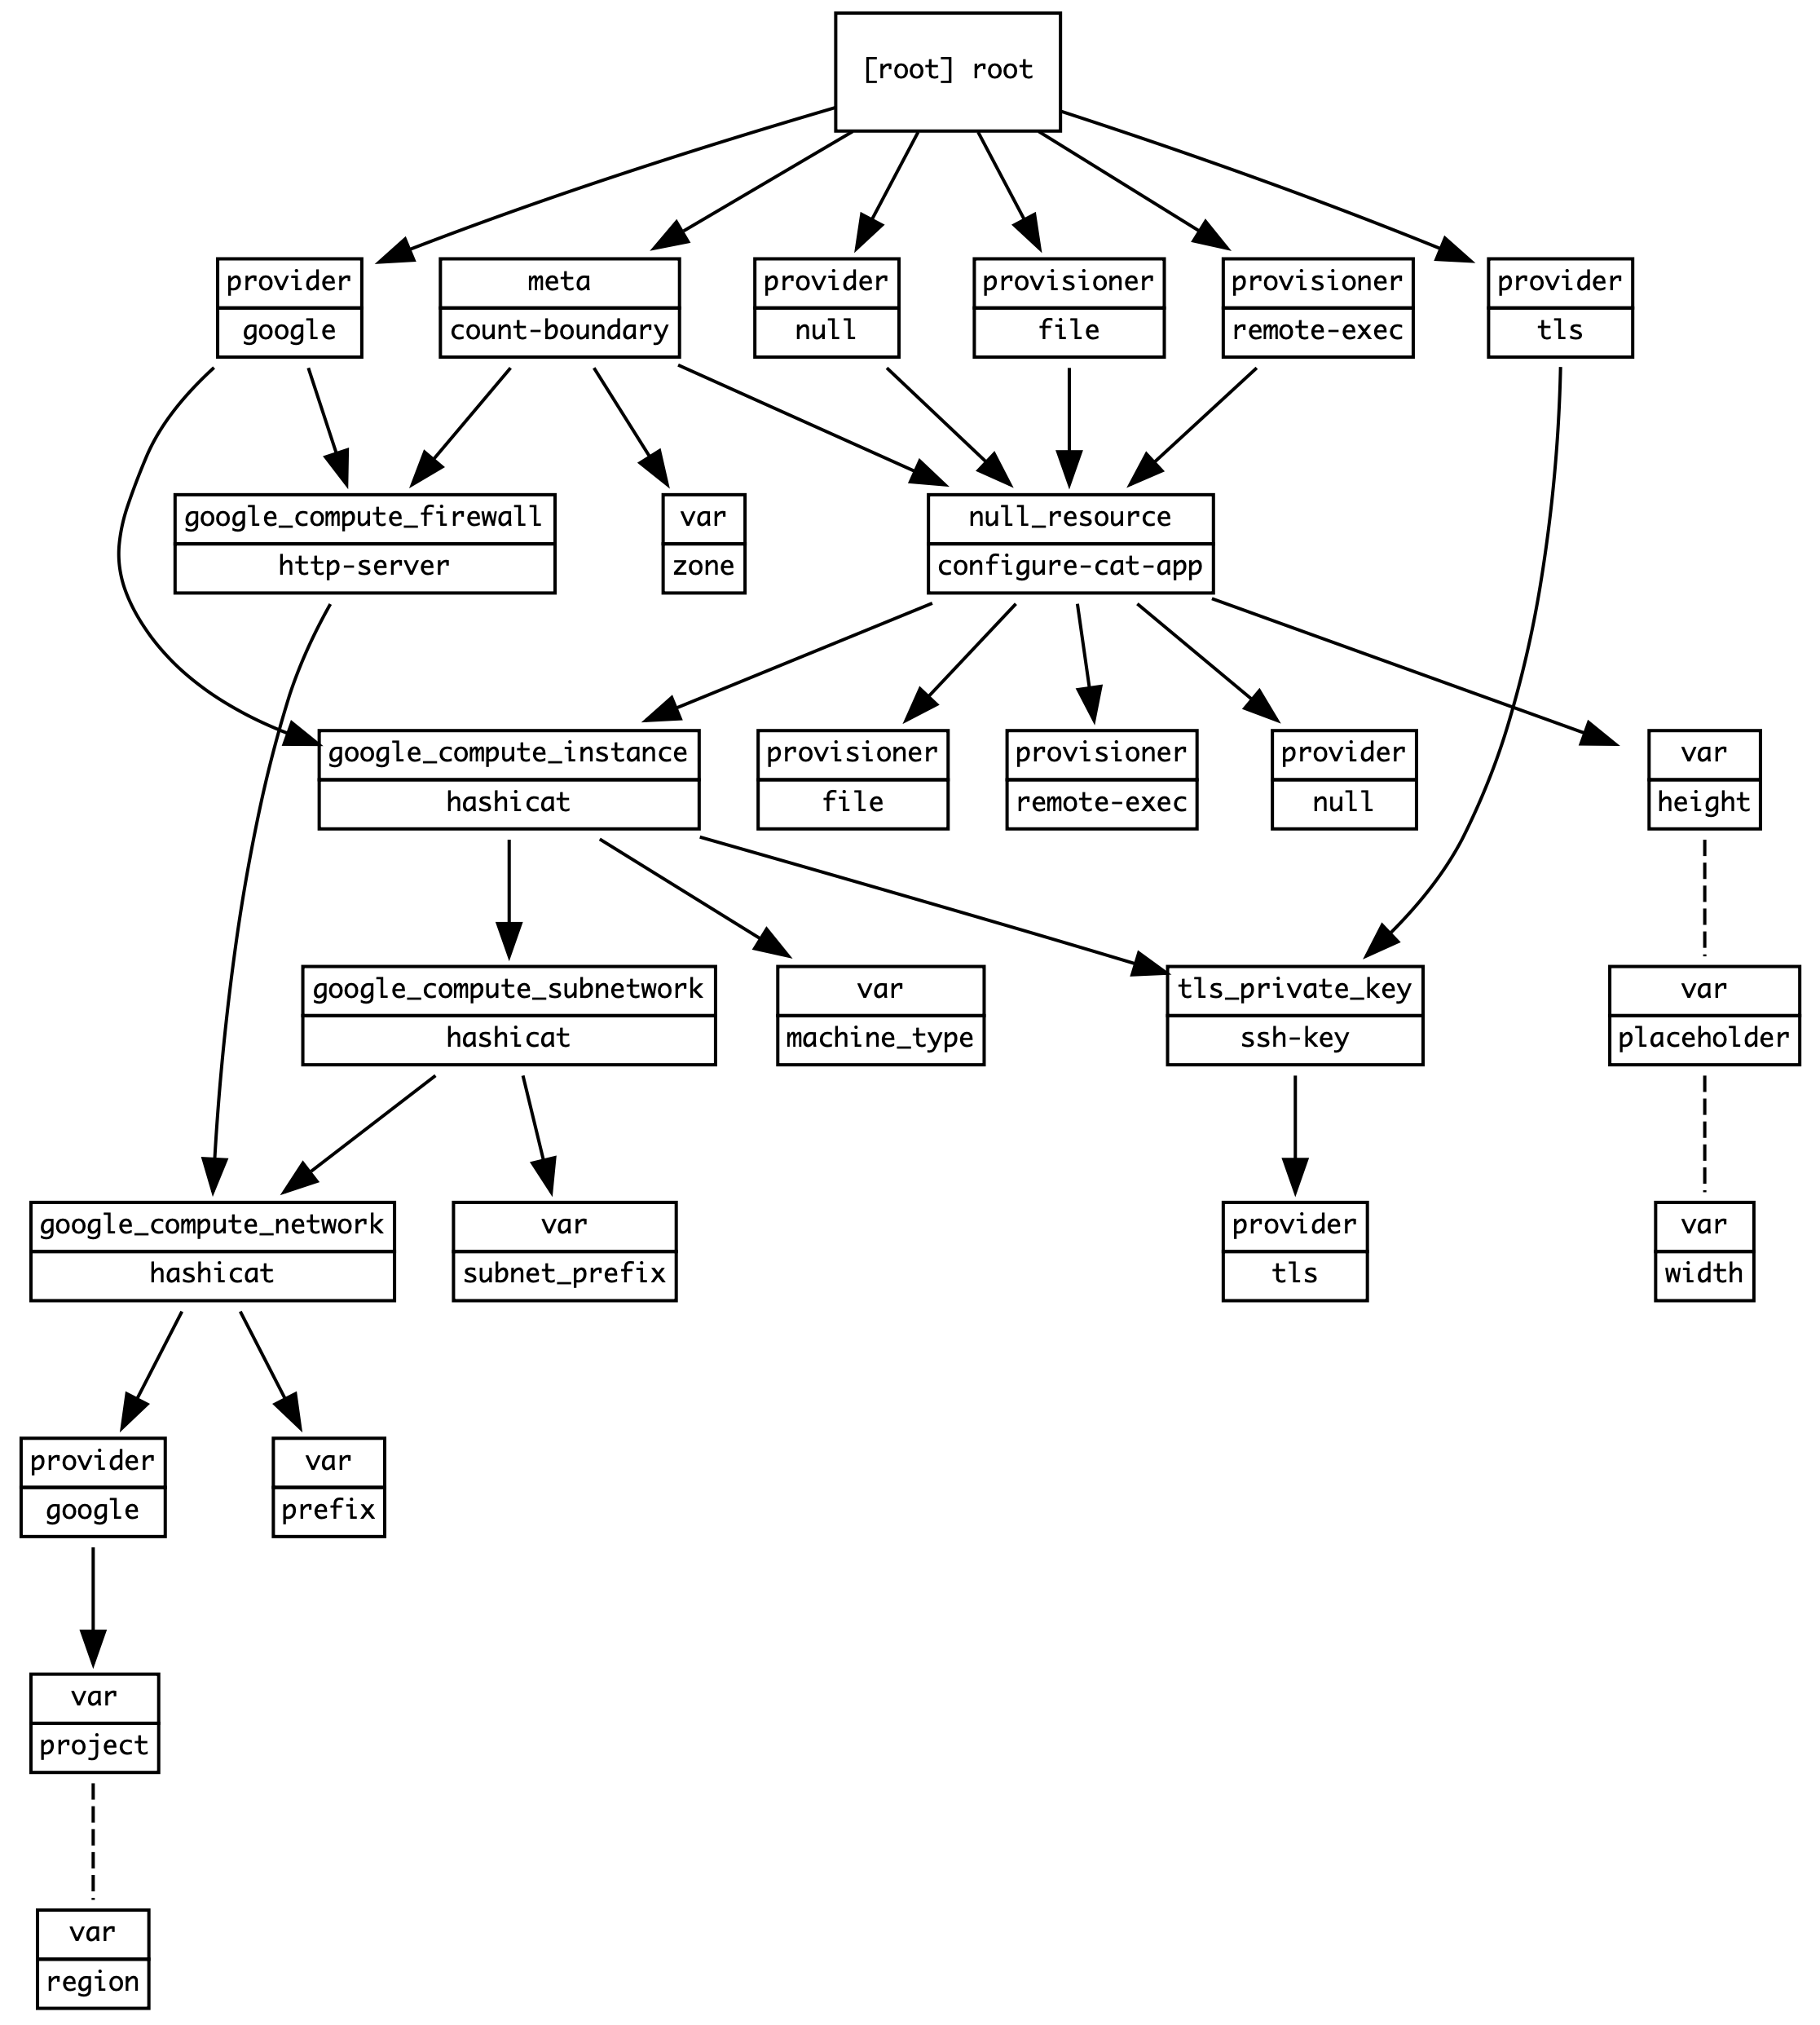 [root] root
provider
google
meta
count-boundary
provider
null
provisioner
file
provisioner
remote-exec
provider
tls
google_compute_firewall
http-server
var
zone
null_resource
configure-cat-app
google_compute_instance
hashicat
provisioner
file
provisioner
remote-exec
provider
null
var
height
google_compute_subnetwork
hashicat
var
machine_type
tls_private_key
ssh-key
var
placeholder
google_compute_network
hashicat
var
subnet_prefix
provider
tls
var
width
provider
google
var
prefix
var
project
var
region